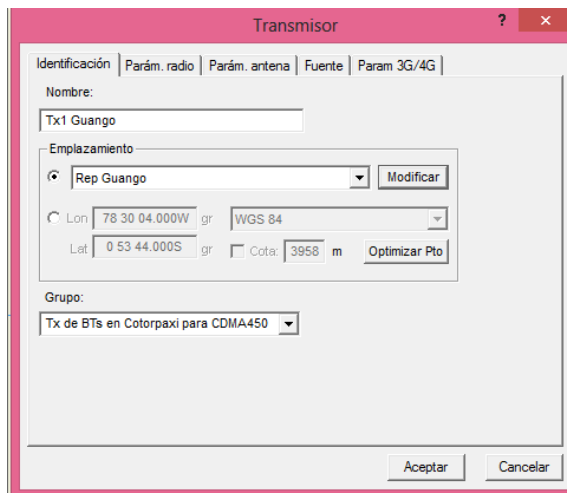 Transmisor
? ×
Identificación Parám. radio Parám. antena Fuente Param 3G/4G
Nombre:
Tx1 Guango
Emplazamiento
Rep Guango Modificar
Lon 78 30 04.000W gr WGS 84
Lat 0 53 44.000S gr Cota: 3958 m Optimizar Pto
Grupo:
Tx de BTs en Cotorpaxi para CDMA450
Aceptar Cancelar